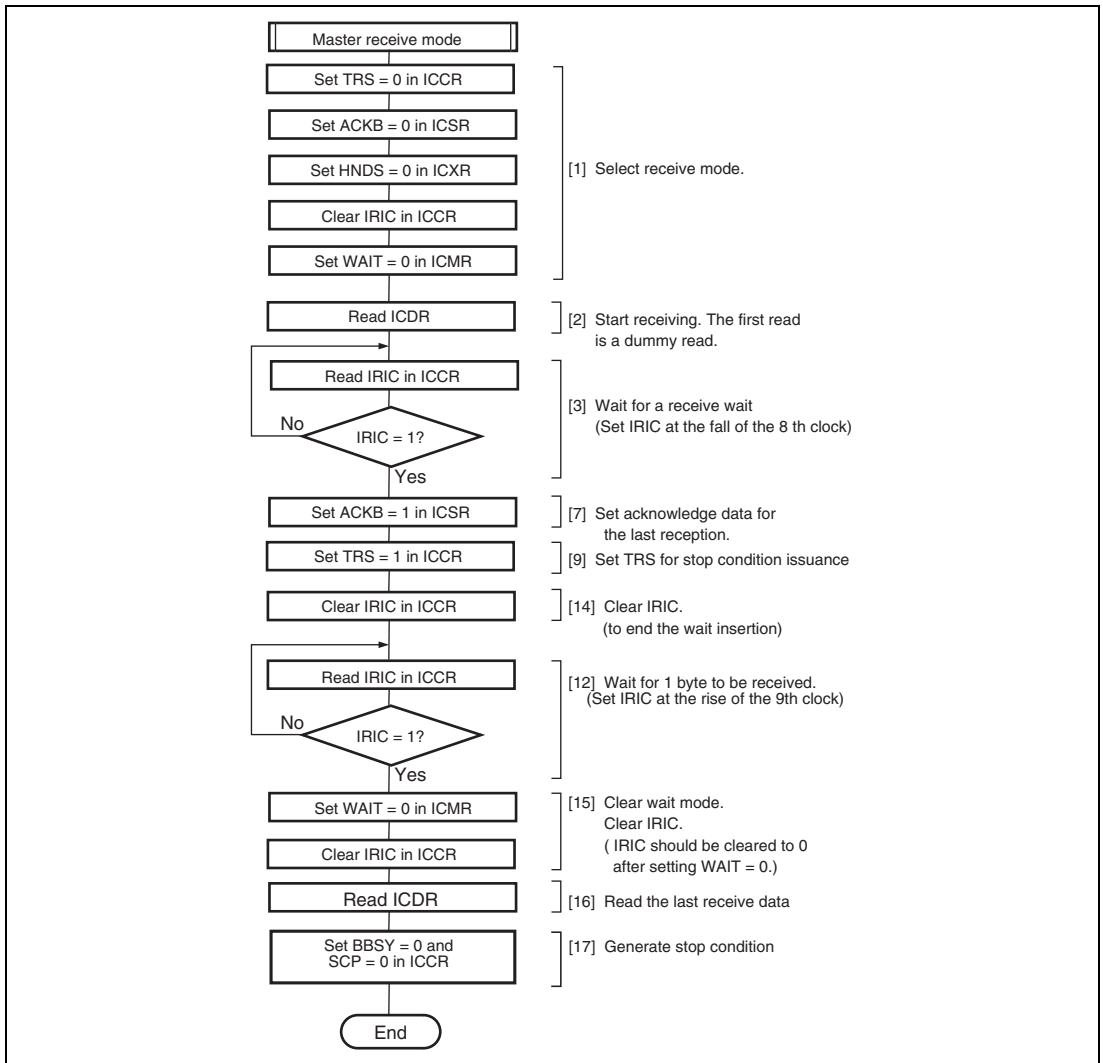 Master receive mode
Set TRS = 0 in ICCR
Set ACKB = 0 in ICSR
Set HNDS = 0 in ICXR
Clear IRIC in ICCR
Set WAIT = 0 in ICMR
[1] Select receive mode.
Read ICDR
[2] Start receiving. The first read
is a dummy read.
Read IRIC in ICCR
No
IRIC = 1?
Yes
[3] Wait for a receive wait
(Set IRIC at the fall of the 8 th clock)
Set ACKB = 1 in ICSR
[7] Set acknowledge data for
the last reception.
Set TRS = 1 in ICCR
[9] Set TRS for stop condition issuance
Clear IRIC in ICCR
[14] Clear IRIC.
(to end the wait insertion)
Read IRIC in ICCR
No
IRIC = 1?
Yes
[12] Wait for 1 byte to be received.
(Set IRIC at the rise of the 9th clock)
Set WAIT = 0 in ICMR
Clear IRIC in ICCR
[15] Clear wait mode.
Clear IRIC.
( IRIC should be cleared to 0
after setting WAIT = 0.)
Read ICDR
[16] Read the last receive data
Set BBSY = 0 and
SCP = 0 in ICCR
[17] Generate stop condition
End